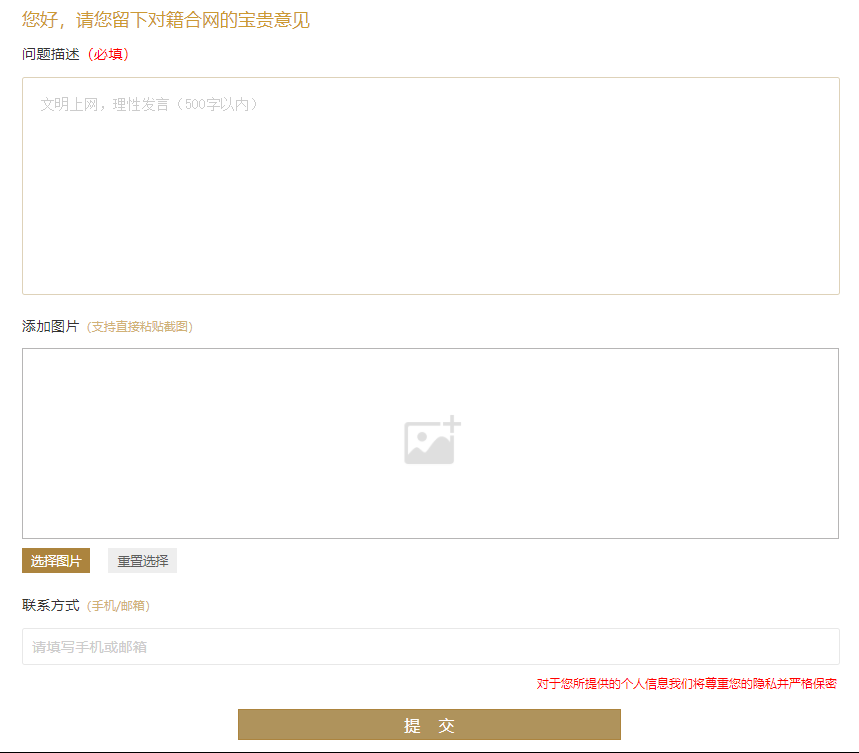 您好，请您留下对籍合网的宝贵意见
问题描述（必填）
文明上网，理性发言（500字以内）
添加图片（支持直接粘贴截图）
选择图片 重置选择
联系方式（手机/邮箱）
请填写手机或邮箱
对于您所提供的个人信息我们将尊重您的隐私并严格保密
提 交